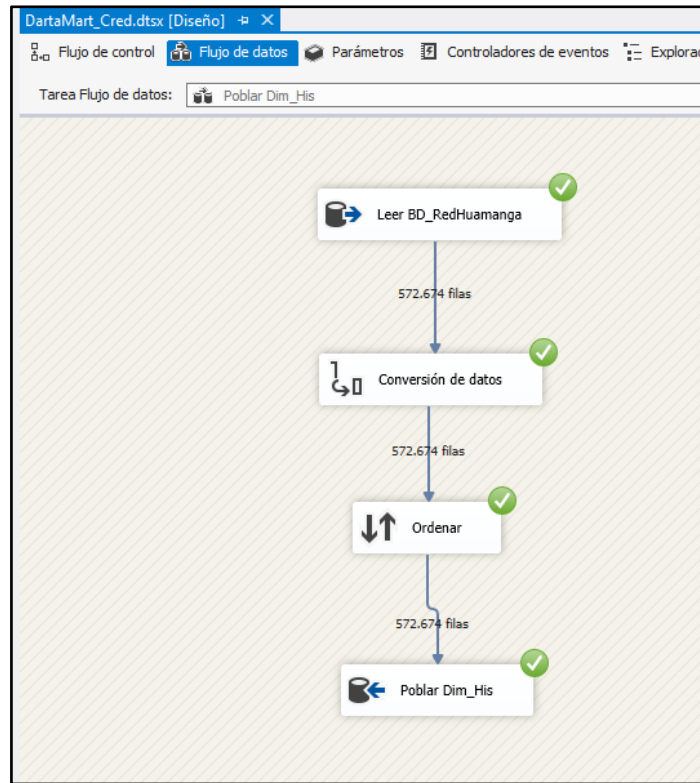 DartaMart_Cred.dtsx [Diseño]
Flujo de control Flujo de datos Parámetros Controladores de eventos Explorac
Tarea Flujo de datos: Poblar Dim_His
Leer BD_RedHuamanga
572.674 filas
Conversión de datos
572.674 filas
Ordenar
572.674 filas
Poblar Dim_His